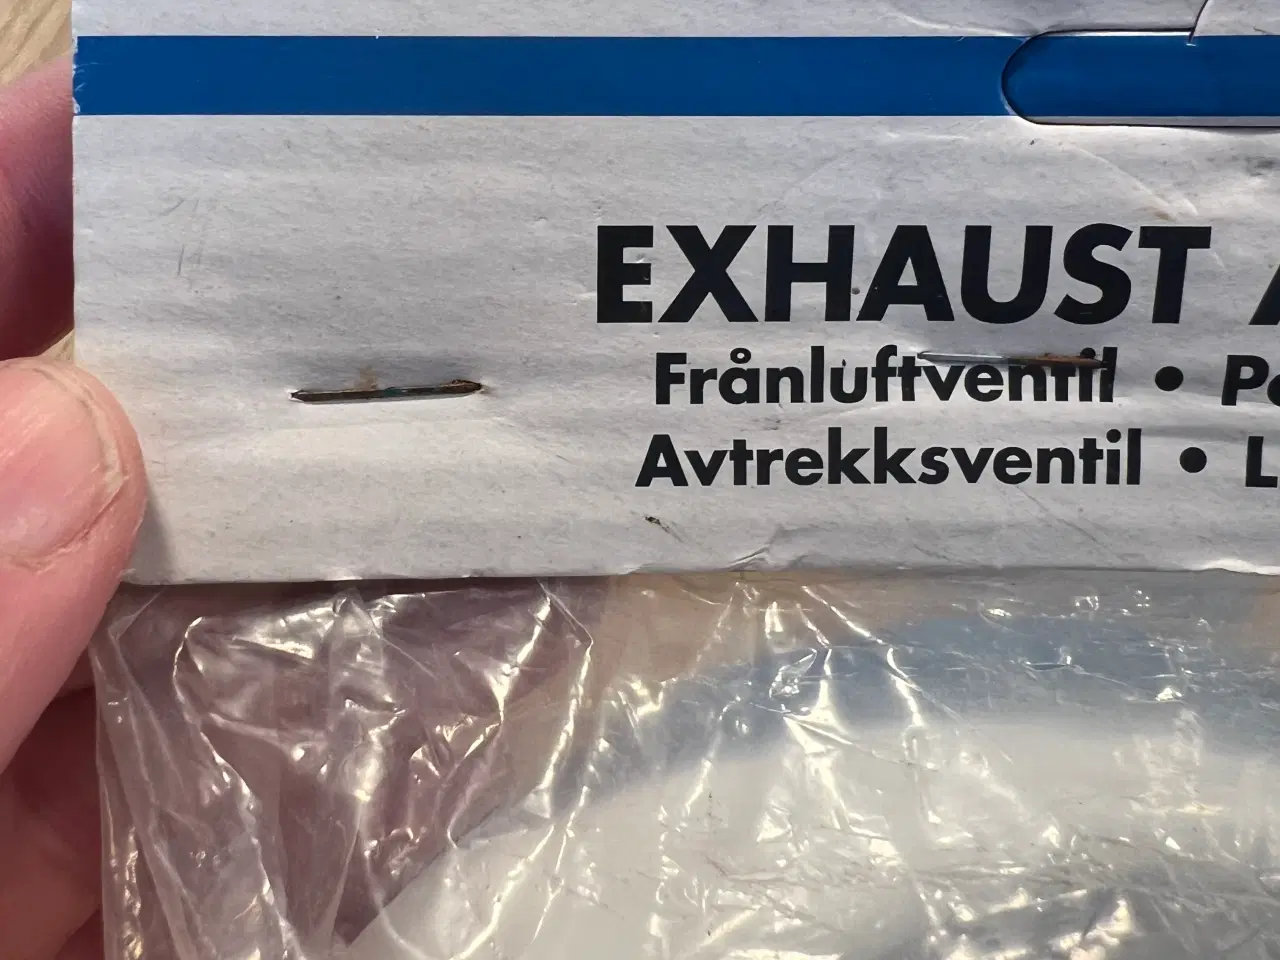 EXHAUST
Frånluftventil •
Avtrekksventil •